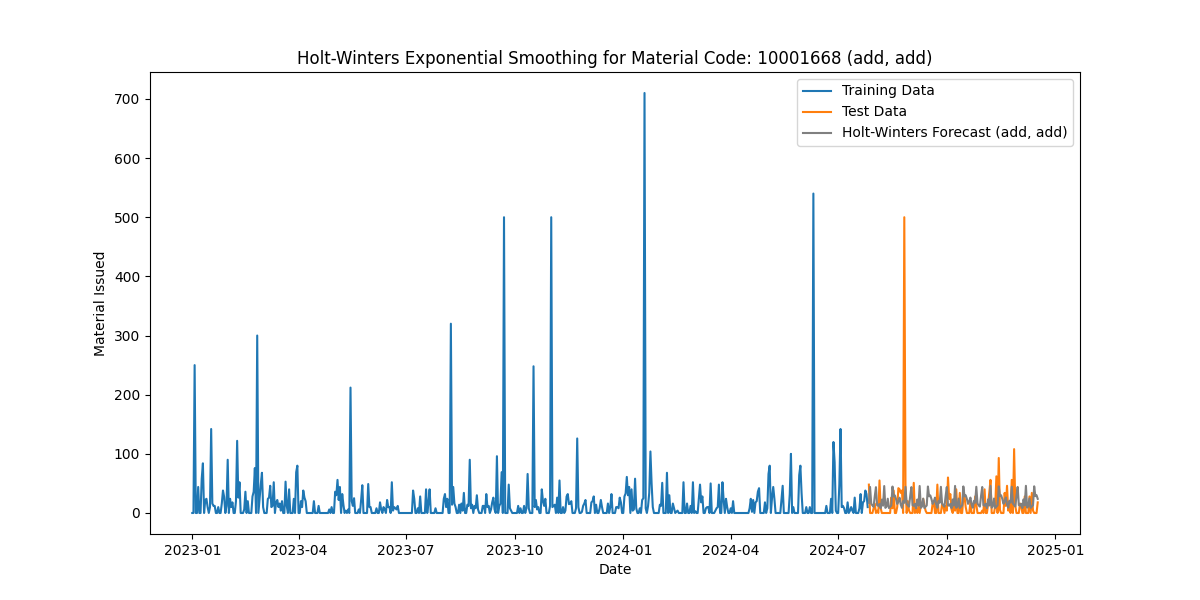 Holt-Winters Exponential Smoothing for Material Code: 10001668 (add, add)
Training Data
Test Data
Holt-Winters Forecast (add, add)
Material Issued
700
600
500
400
300
200
100
0
2023-01 2023-04 2023-07 2023-10 2024-01 2024-04 2024-07 2024-10 2025-01
Date